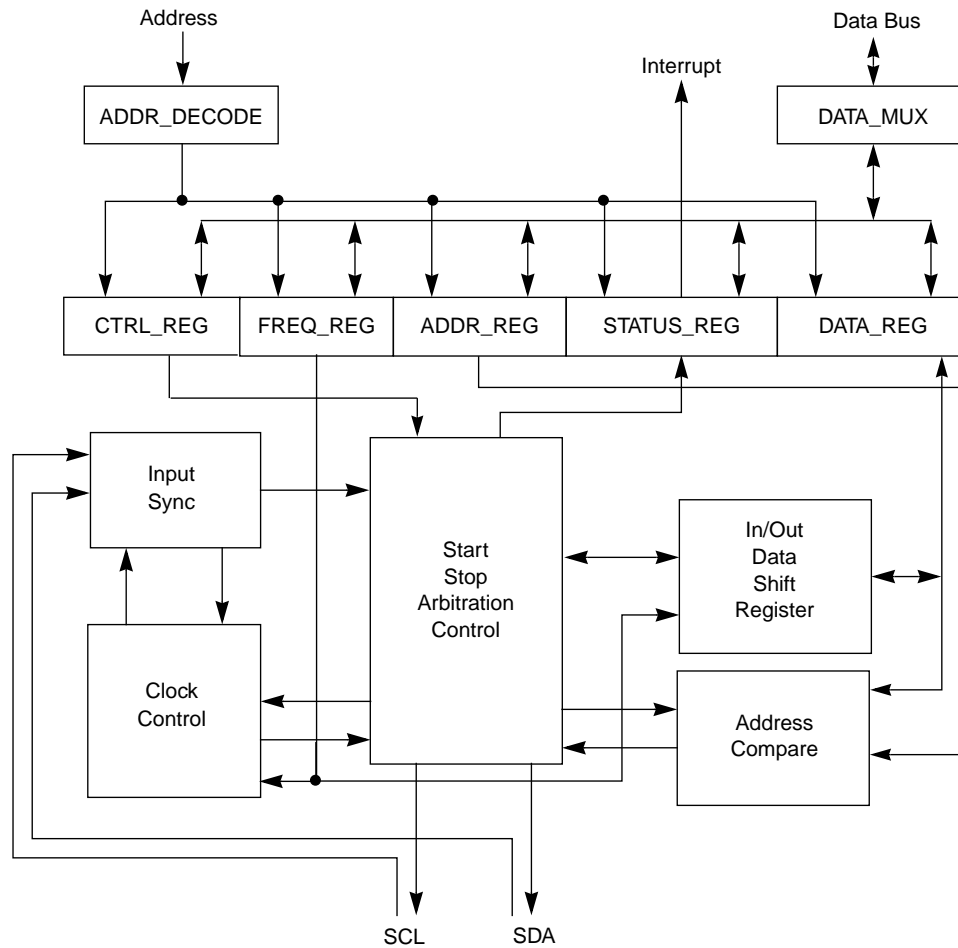 Address
Data Bus
Interrupt
ADDR_DECODE
DATA_MUX
CTRL_REG
FREQ_REG
ADDR_REG
STATUS_REG
DATA_REG
Input
Sync
Start
Stop
Arbitration
Control
In/Out
Data
Shift
Register
Clock
Control
Address
Compare
SCL
SDA